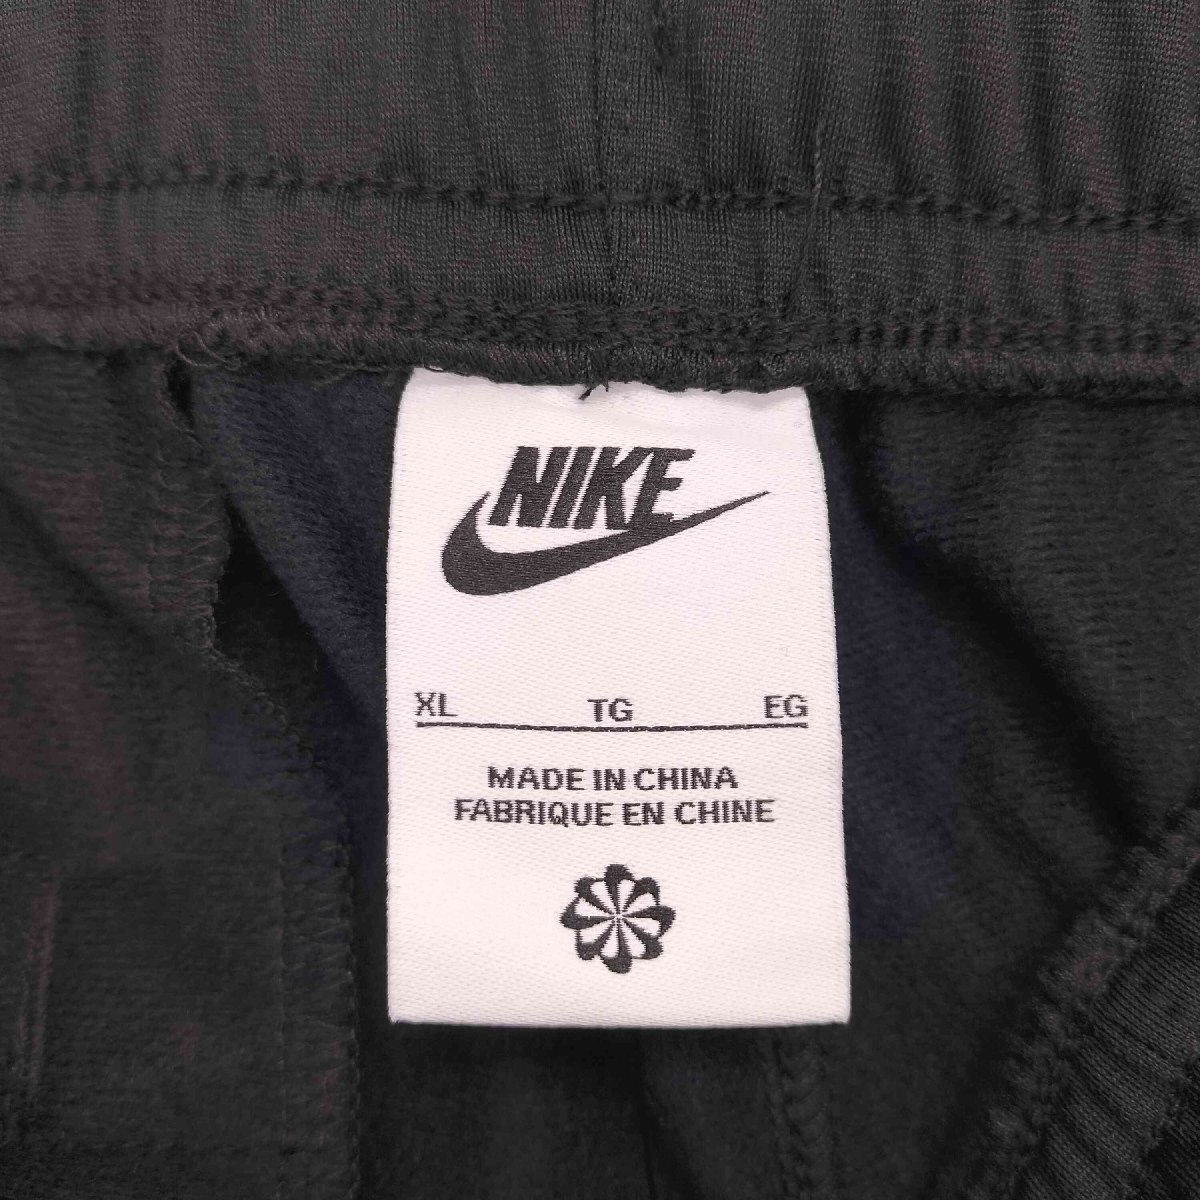 NIKE
XL TG EG
MADE IN CHINA
FABRIQUE EN CHINE